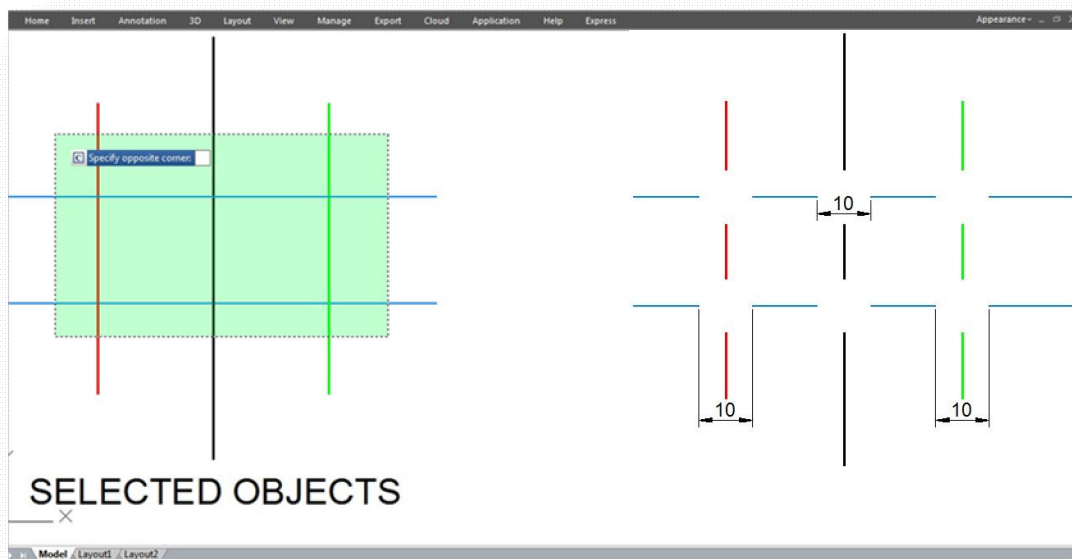 Home Insert Annotation 3D Layout View Manage Export Cloud Application Help Express Appearance
Specify opposite corner:
10
10 10
SELECTED OBJECTS
Model Layout1 Layout2